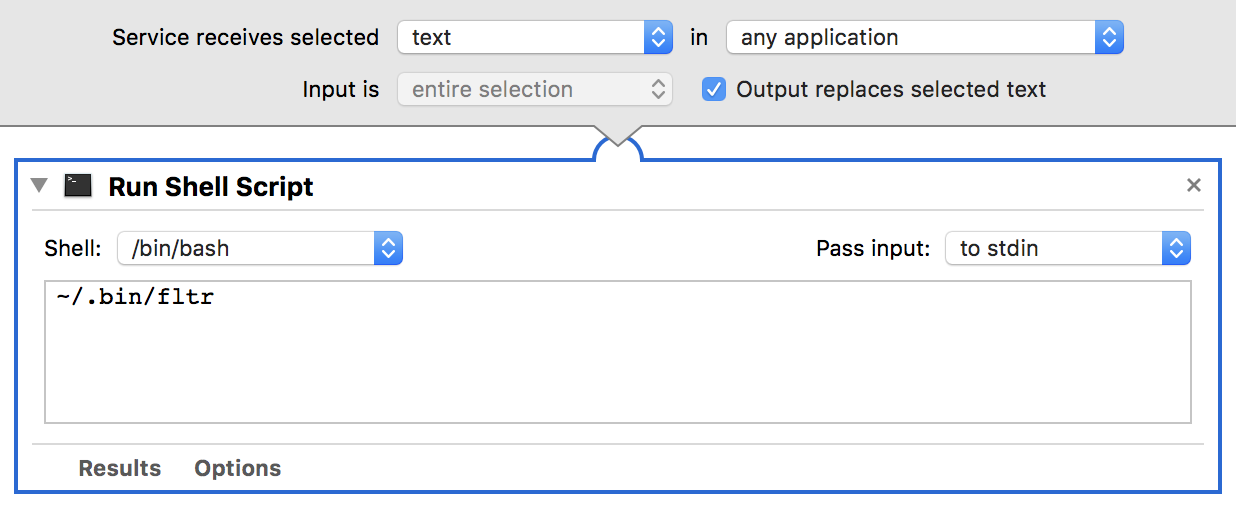 Service receives selected text in any application
Input is entire selection Output replaces selected text
>_ Run Shell Script
Shell: /bin/bash Pass input: to stdin
~/.bin/fltr
Results Options